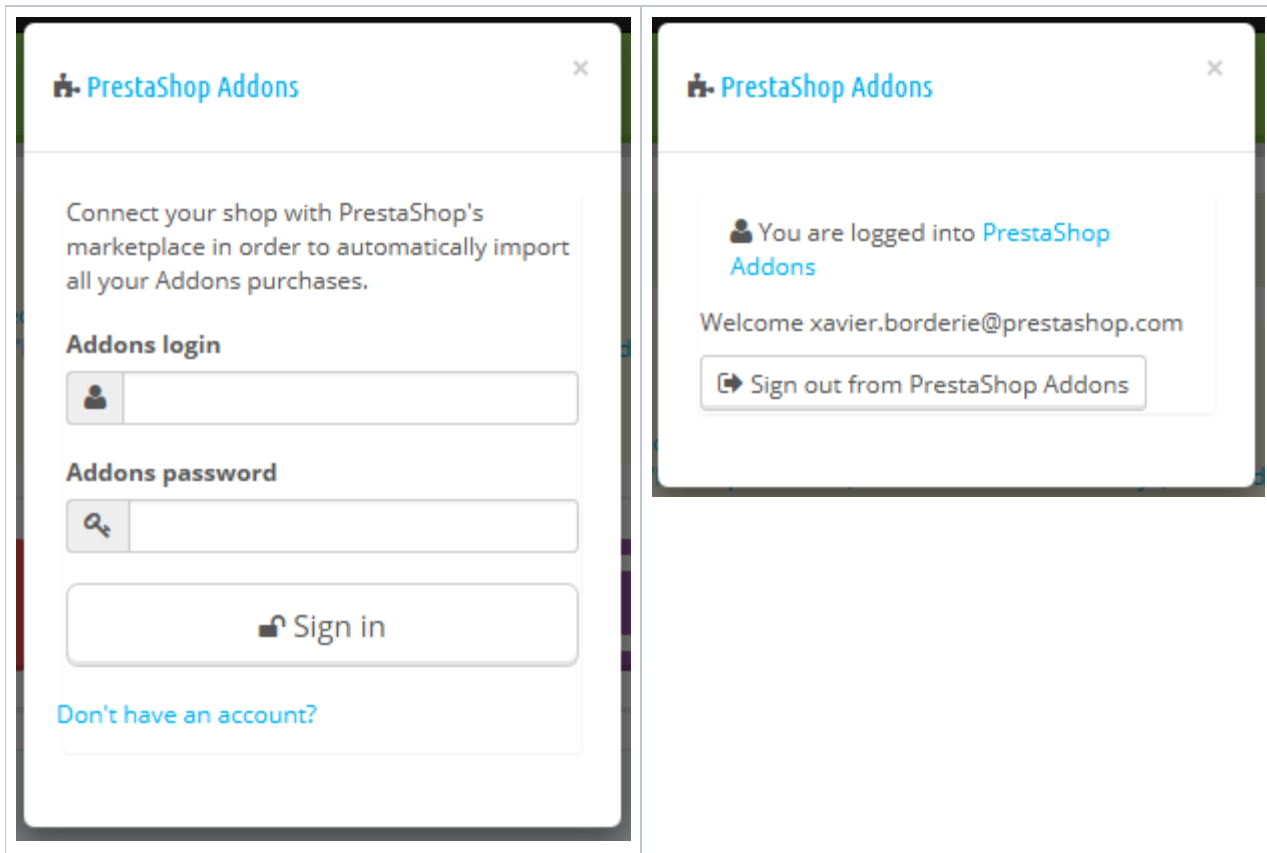 PrestaShop Addons
×
Connect your shop with PrestaShop's
marketplace in order to automatically import
all your Addons purchases.
Addons login
Addons password
Sign in
Don't have an account?
PrestaShop Addons
×
You are logged into PrestaShop
Addons
Welcome xavier.borderie@prestashop.com
Sign out from PrestaShop Addons